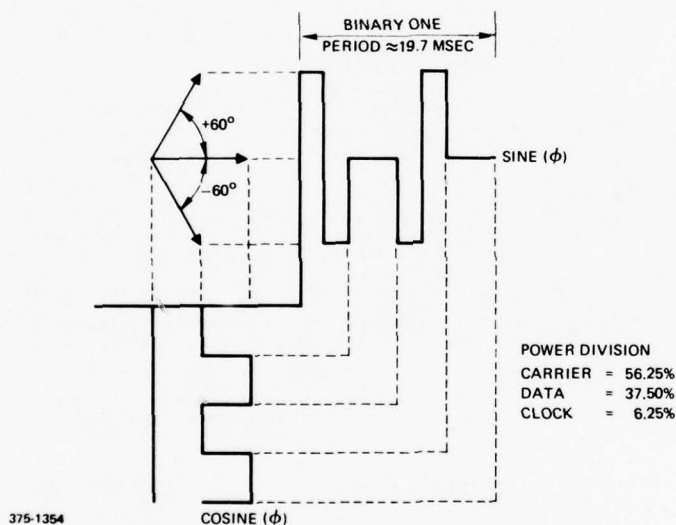 BINARY ONE
PERIOD ≈19.7 MSEC
+60°
−60°
SINE (ϕ)
POWER DIVISION
CARRIER = 56.25%
DATA = 37.50%
CLOCK = 6.25%
375-1354
COSINE (ϕ)